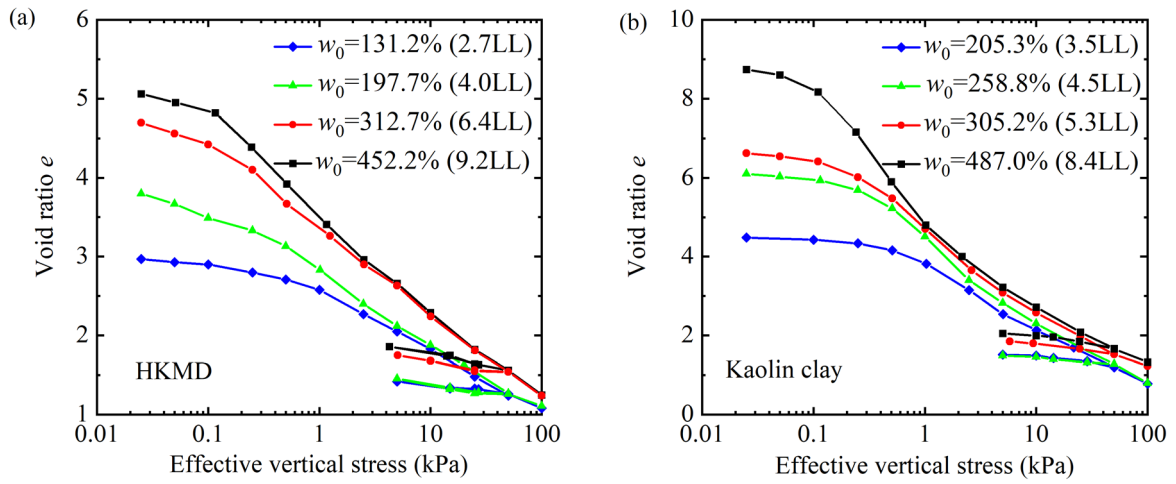 (a)
w0=131.2% (2.7LL)
w0=197.7% (4.0LL)
w0=312.7% (6.4LL)
w0=452.2% (9.2LL)
6
5
4
3
2
1
Void ratio e
HKMD
0.01 0.1 1 10 100
Effective vertical stress (kPa)
(b)
w0=205.3% (3.5LL)
w0=258.8% (4.5LL)
w0=305.2% (5.3LL)
w0=487.0% (8.4LL)
10
8
6
4
2
0
Void ratio e
Kaolin clay
0.01 0.1 1 10 100
Effective vertical stress (kPa)